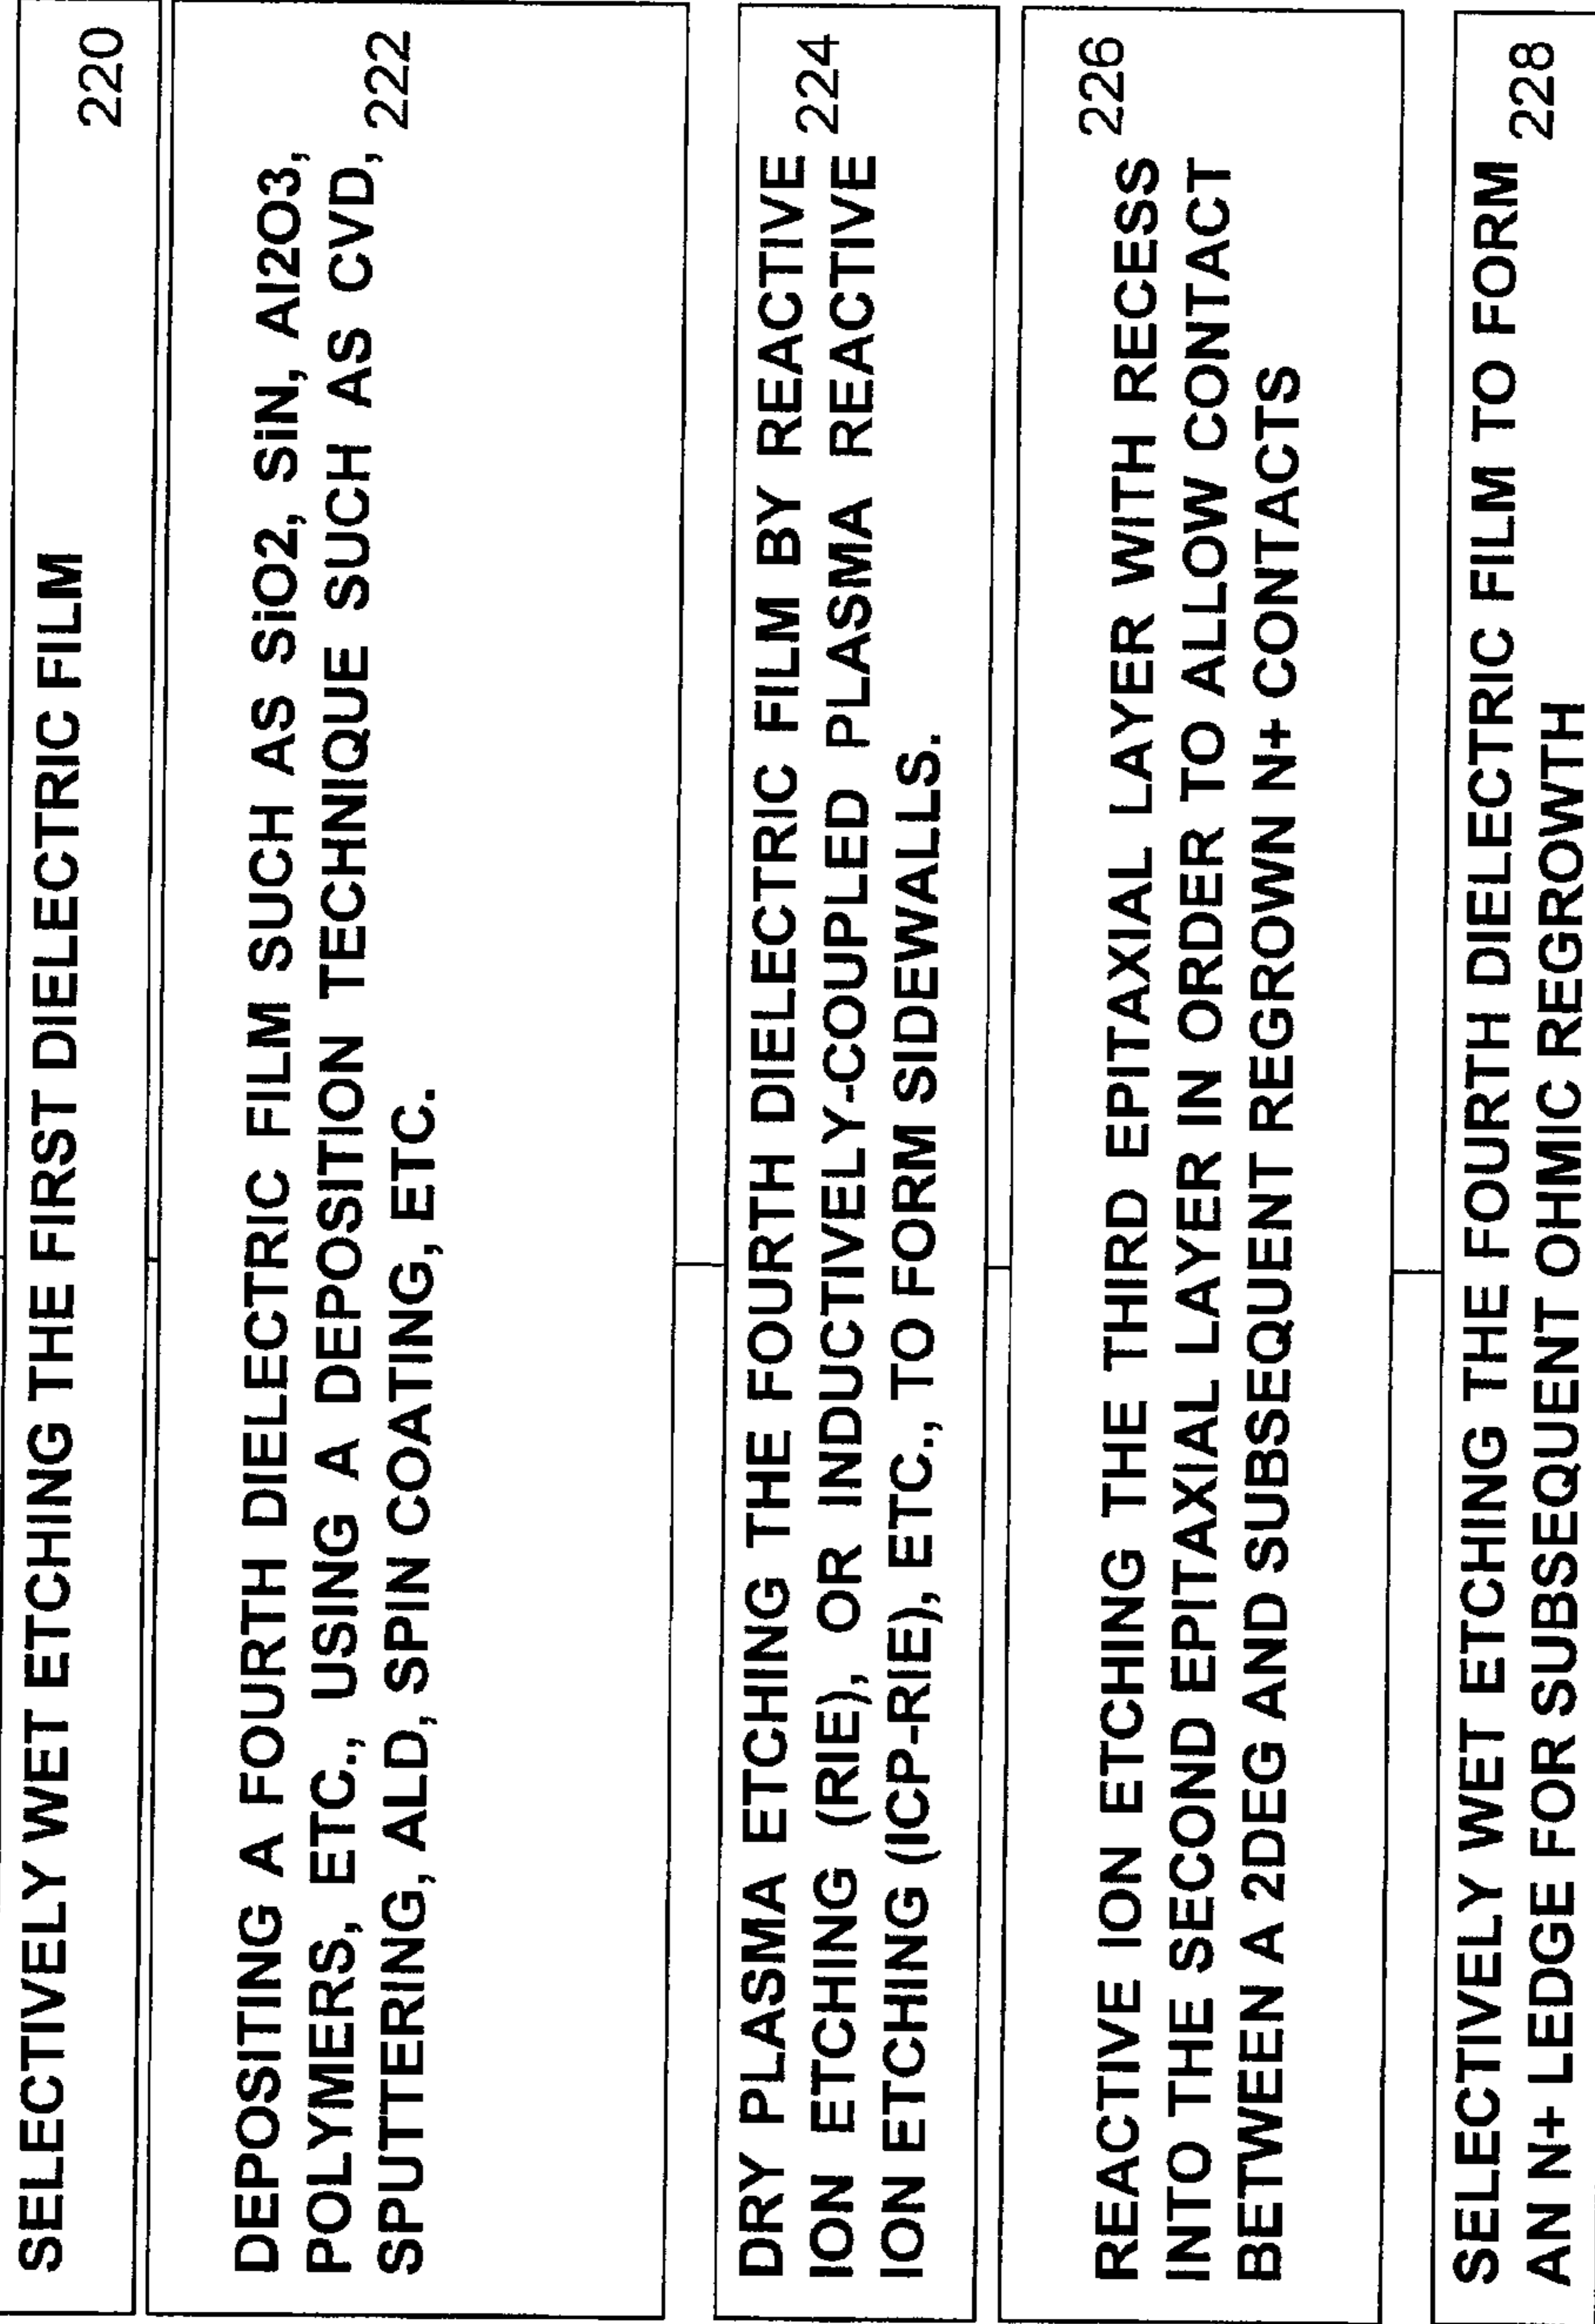 SELECTIVELY WET ETCHING THE FIRST DIELECTRIC FILM
220
DEPOSITING A FOURTH DIELECTRIC FILM SUCH AS SiO2, SiN, Al2O3,
POLYMERS, ETC., USING A DEPOSITION TECHNIQUE SUCH AS CVD,
222
SPUTTERING, ALD, SPIN COATING, ETC.
DRY PLASMA ETCHING THE FOURTH DIELECTRIC FILM BY REACTIVE
224
ION ETCHING (RIE), OR INDUCTIVELY-COUPLED PLASMA REACTIVE
ION ETCHING (ICP-RIE), ETC., TO FORM SIDEWALLS.
226
REACTIVE ION ETCHING THE THIRD EPITAXIAL LAYER WITH RECESS
INTO THE SECOND EPITAXIAL LAYER IN ORDER TO ALLOW CONTACT
BETWEEN A 2DEG AND SUBSEQUENT REGROWN N+ CONTACTS
SELECTIVELY WET ETCHING THE FOURTH DIELECTRIC FILM TO FORM
228
AN N+ LEDGE FOR SUBSEQUENT OHMIC REGROWTH